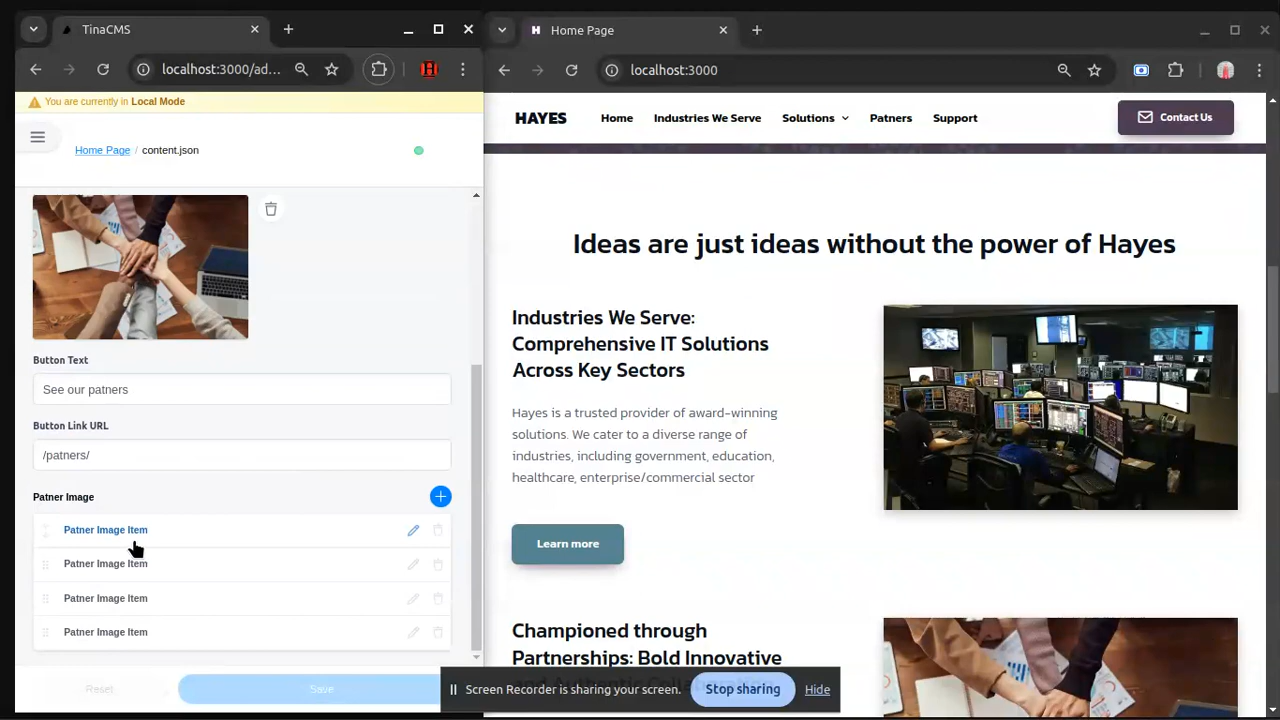 TinaCMS
localhost:3000/ad...
You are currently in Local Mode
Home Page / content.json
Button Text
See our patners
Button Link URL
/patners/
Patner Image
Patner Image Item
Patner Image Item
Patner Image Item
Patner Image Item
Reset
Save
Home Page
localhost:3000
HAYES
Home
Industries We Serve
Solutions
Patners
Support
Contact Us
Ideas are just ideas without the power of Hayes
Industries We Serve:
Comprehensive IT Solutions
Across Key Sectors
Hayes is a trusted provider of award-winning
solutions. We cater to a diverse range of
industries, including government, education,
healthcare, enterprise/commercial sector
Learn more
Championed through
Partnerships: Bold Innovative
Screen Recorder is sharing your screen.
Stop sharing
Hide